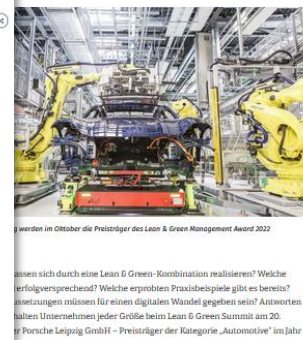 werden im Oktober die Preisträger des Lean & Green Management Award 2022
assen sich durch eine Lean & Green-Kombination realisieren? Welche
erfolgversprechend? Welche erprobten Praxisbeispiele gibt es bereits?
ussetzungen müssen für einen digitalen Wandel gegeben sein? Antworten
halten Unternehmen jeder Größe beim Lean & Green Summit am 20.
er Porsche Leipzig GmbH – Preisträger der Kategorie „Automotive" im Jahr